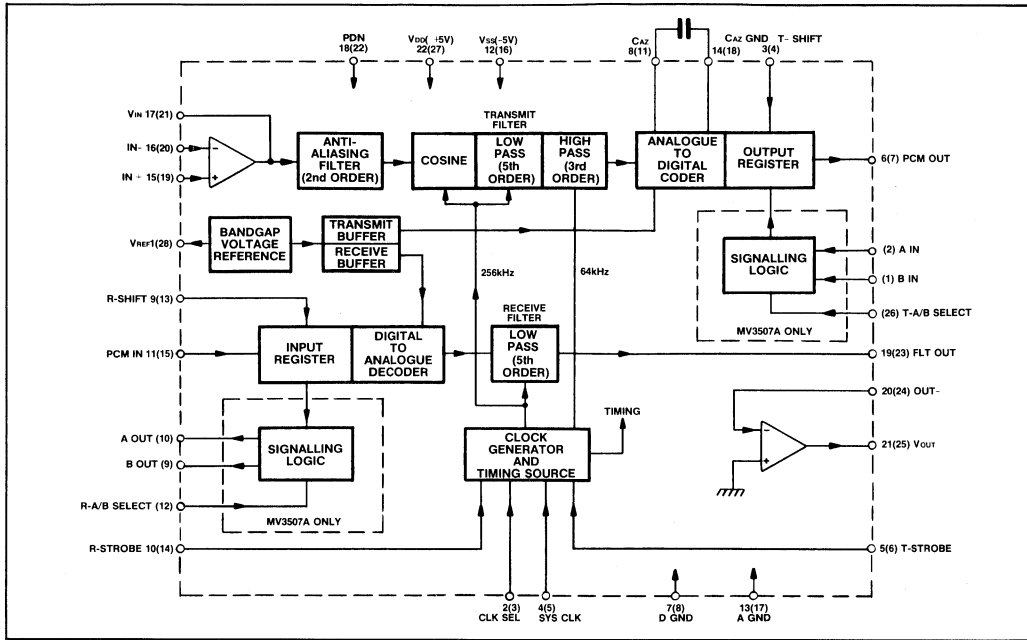 PDN
18(22)
VDD( +5V)
22(27)
VSS(-5V)
12(16)
CAZ
8(11)
14(18)
CAZ GND T- SHIFT
3(4)
VIN 17(21)
IN- 16(20)
IN + 15(19)
ANTI-
ALIASING
FILTER
(2nd ORDER)
TRANSMIT
FILTER
COSINE
LOW
PASS
(5th
ORDER)
HIGH
PASS
(3rd
ORDER)
ANALOGUE
TO
DIGITAL
CODER
OUTPUT
REGISTER
6(7) PCM OUT
VREF1(28)
BANDGAP
VOLTAGE
REFERENCE
TRANSMIT
BUFFER
RECEIVE
BUFFER
256kHz
64kHz
SIGNALLING
LOGIC
MV3507A ONLY
(2) A IN
(1) B IN
(26) T-A/B SELECT
R-SHIFT 9(13)
PCM IN 11(15)
INPUT
REGISTER
DIGITAL
TO
ANALOGUE
DECODER
RECEIVE
FILTER
LOW
PASS
(5th
ORDER)
19(23) FLT OUT
20(24) OUT-
21(25) VOUT
A OUT (10)
B OUT (9)
R-A/B SELECT (12)
SIGNALLING
LOGIC
MV3507A ONLY
TIMING
CLOCK
GENERATOR
AND
TIMING SOURCE
R-STROBE 10(14)
5(6) T-STROBE
2(3)
CLK SEL
4(5)
SYS CLK
7(8)
D GND
13(17)
A GND
-
+
-
+